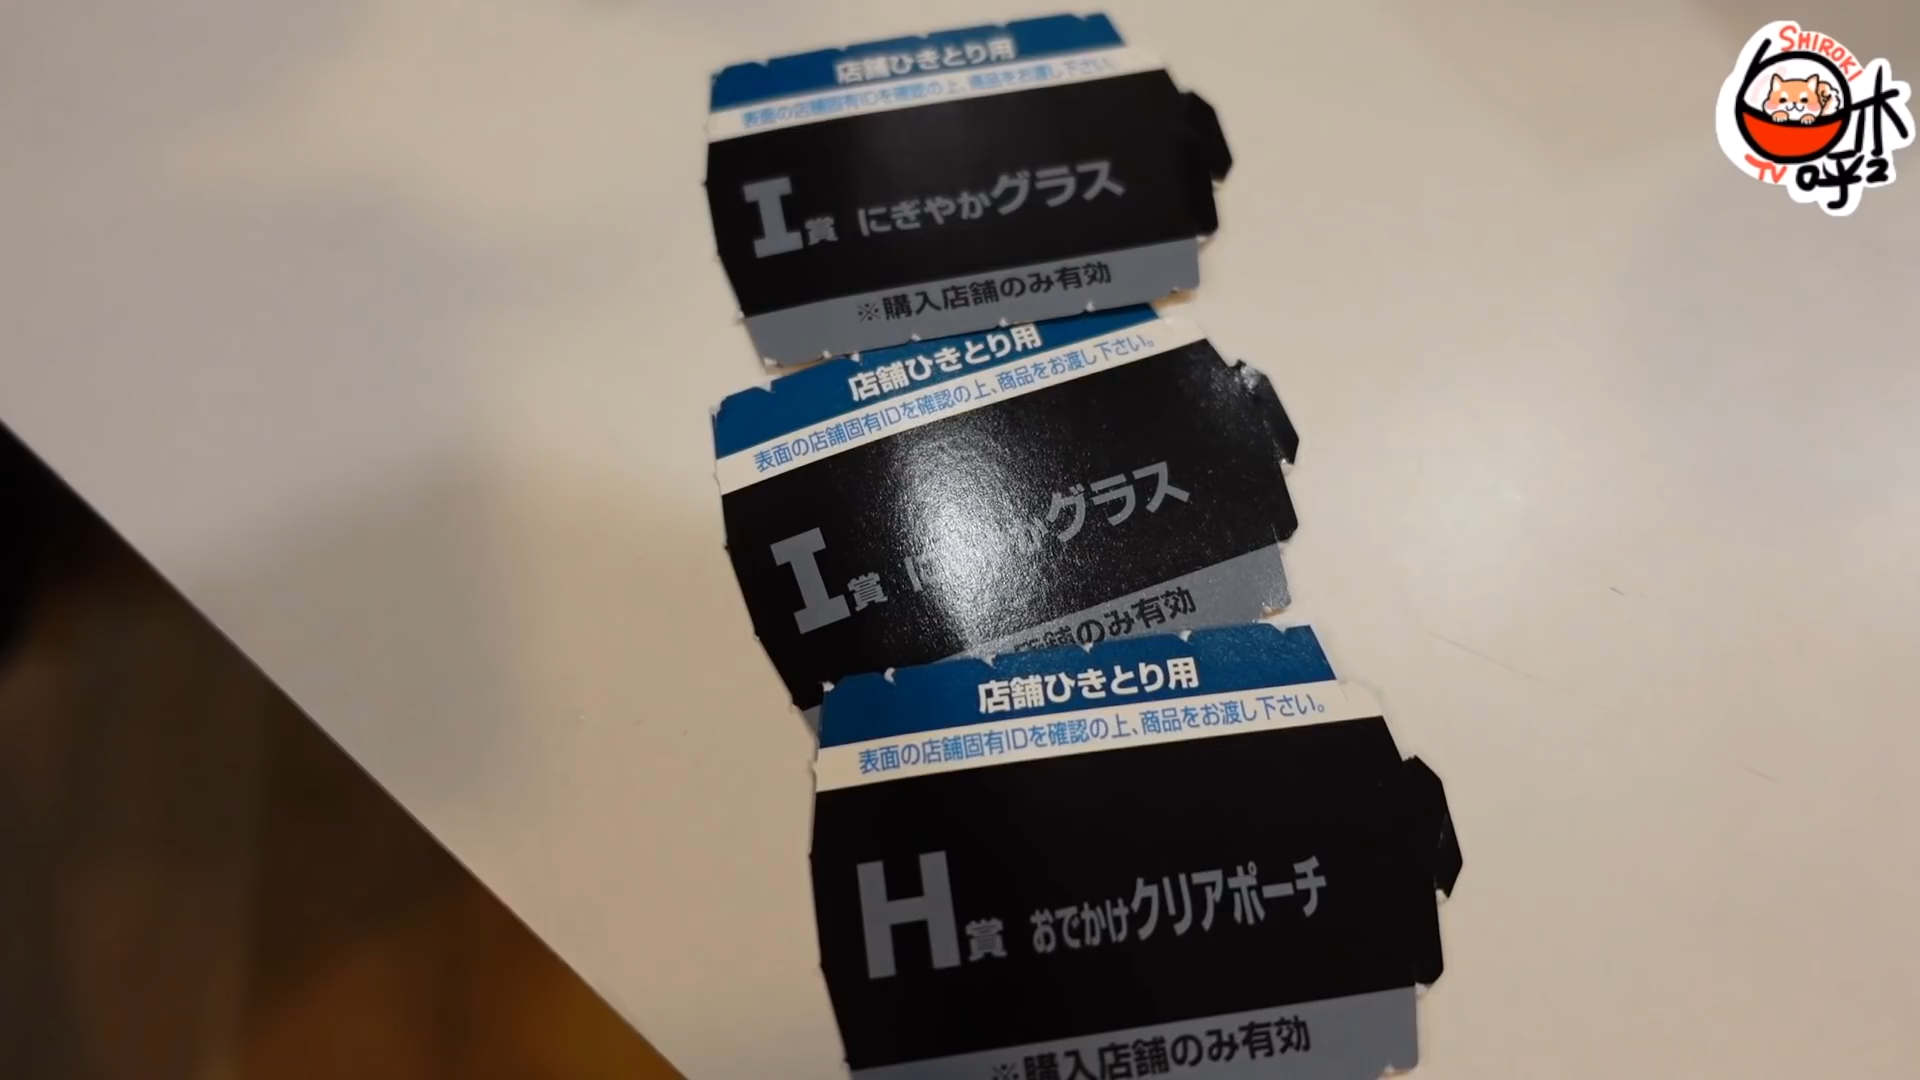 店舗ひきとり用
表面の店舗固有IDを確認の上、商品をお渡し下さい。
I賞 にぎやかグラス
※購入店舗のみ有効
店舗ひきとり用
表面の店舗固有IDを確認の上、商品をお渡し下さい。
I賞 に かグラス
店舗のみ有効
店舗ひきとり用
表面の店舗固有IDを確認の上、商品をお渡し下さい。
H賞 おでかけクリアポーチ
※購入店舗のみ有効
SHIROKI
TV